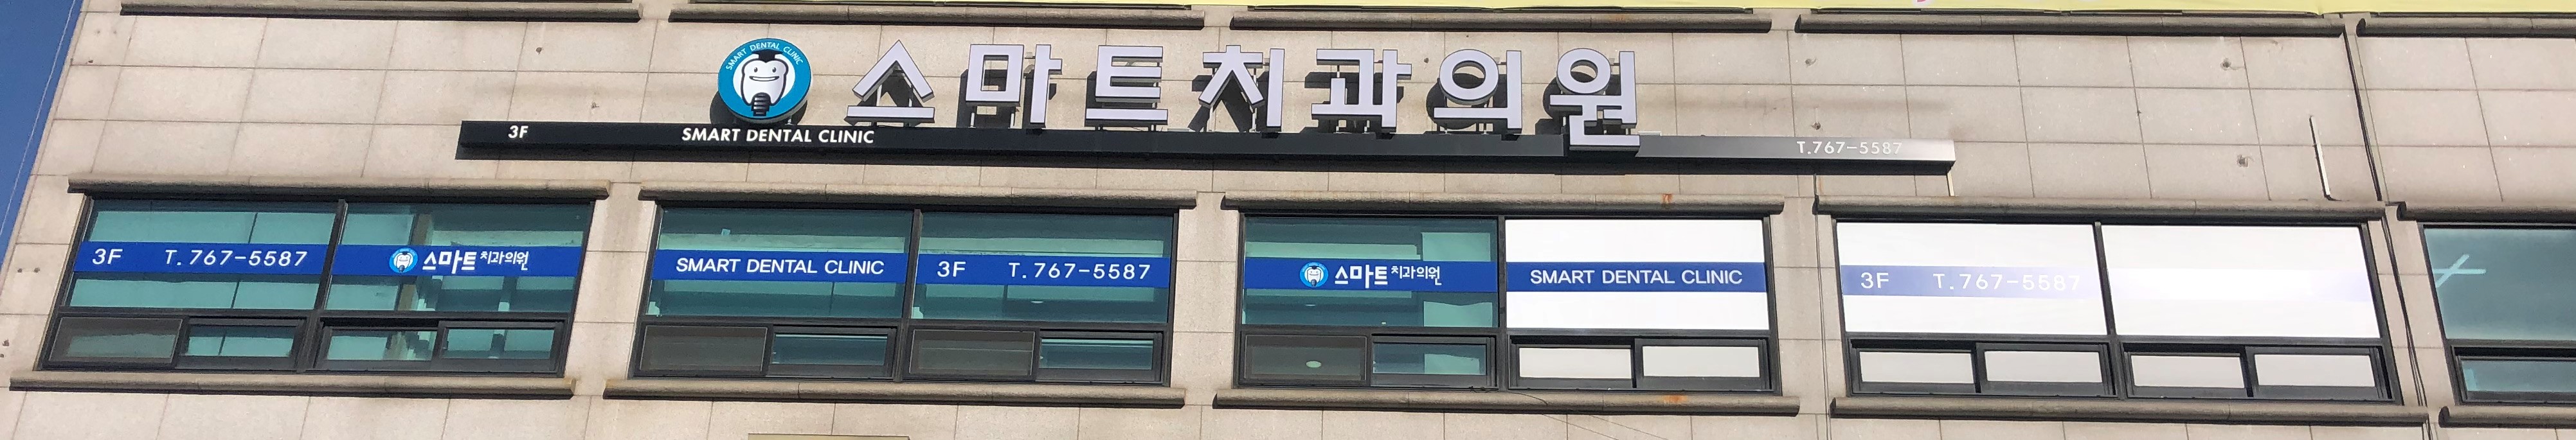 SMART DENTAL CLINIC
스마트치과의원
3F SMART DENTAL CLINIC T.767-5587
3F T.767-5587 스마트치과의원 SMART DENTAL CLINIC 3F T.767-5587 스마트치과의원 SMART DENTAL CLINIC 3F T.767-5587